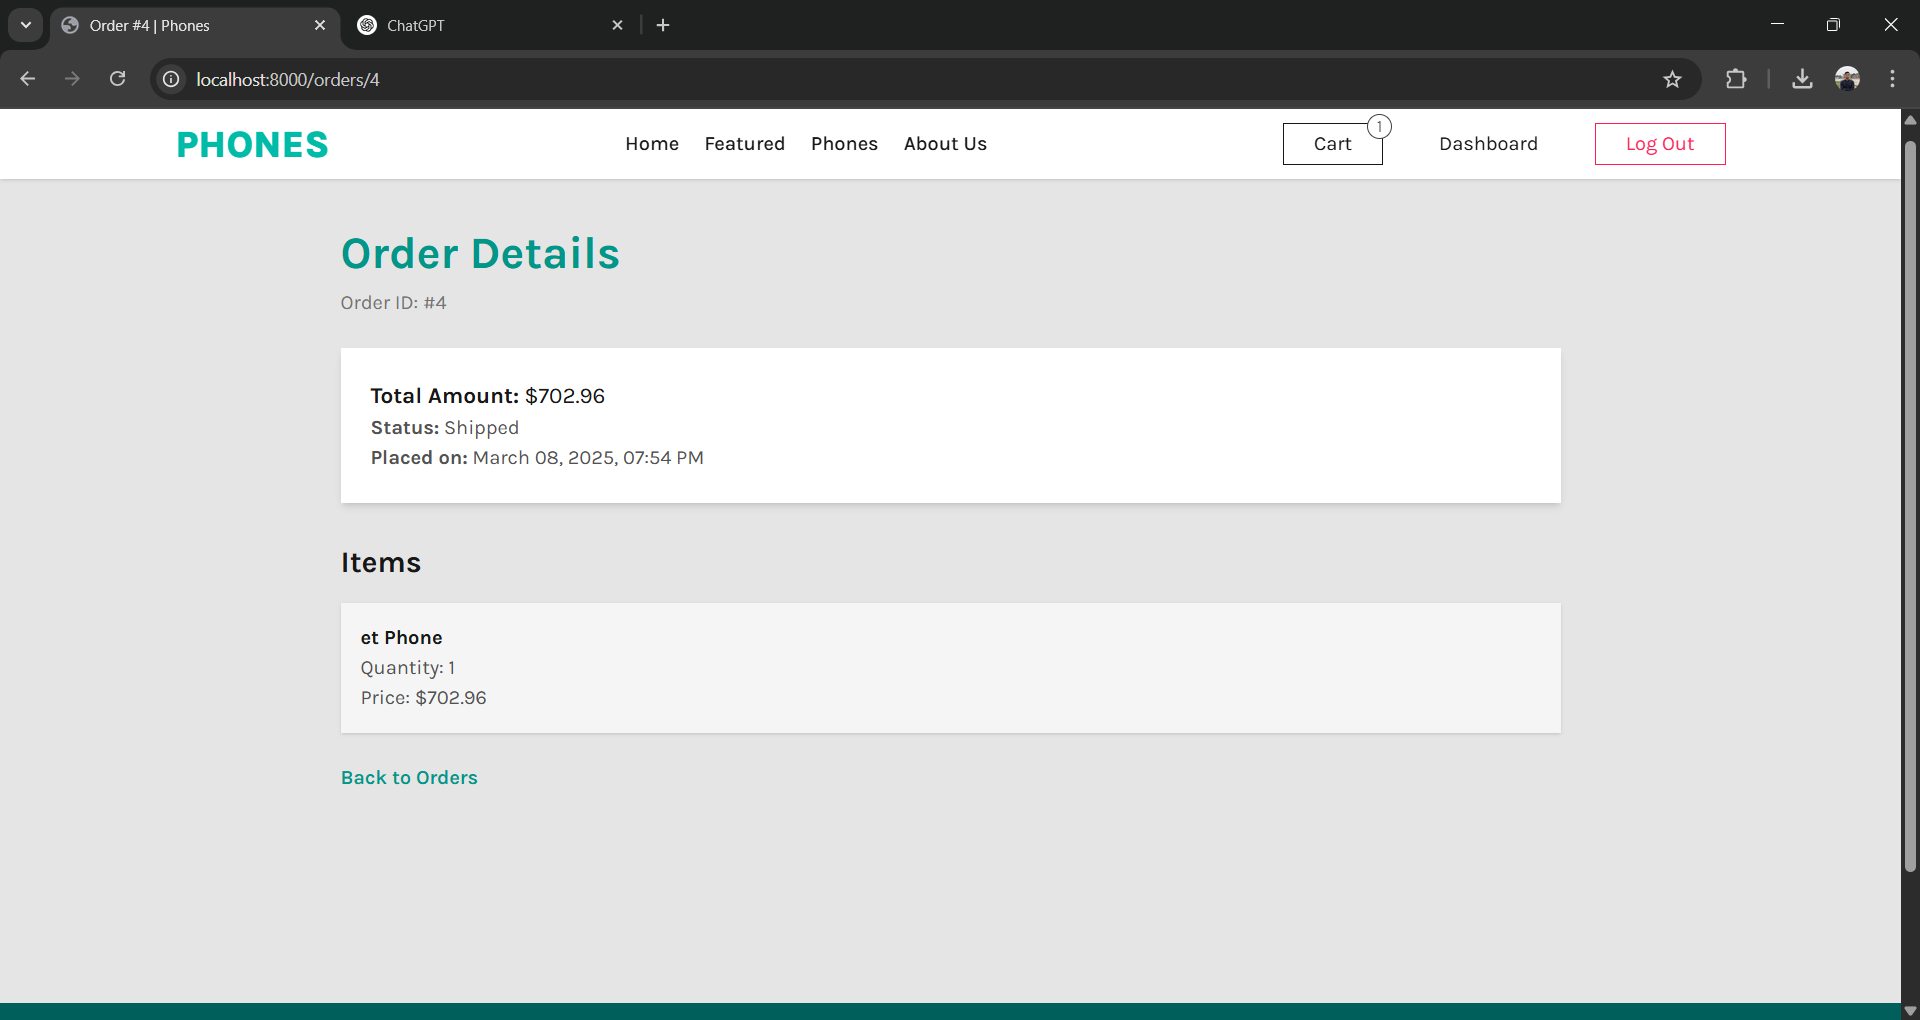 Order #4 | Phones
ChatGPT
localhost:8000/orders/4
PHONES
Home Featured Phones About Us
Cart 1
Dashboard
Log Out
Order Details
Order ID: #4
Total Amount: $702.96
Status: Shipped
Placed on: March 08, 2025, 07:54 PM
Items
et Phone
Quantity: 1
Price: $702.96
Back to Orders